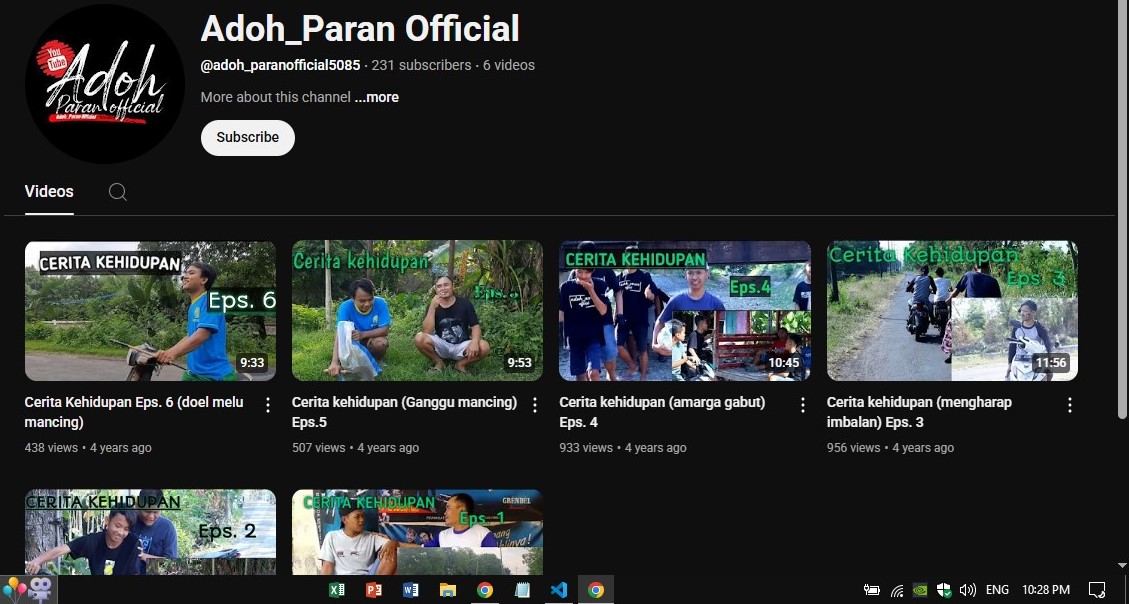 Adoh_Paran Official
@adoh_paranofficial5085 · 231 subscribers · 6 videos
More about this channel ...more
Subscribe
You Tube
Adoh
Paran official
Adoh_Paran Official
Videos
CERITA KEHIDUPAN
Eps. 6
9:33
Cerita kehidupan
9:53
CERITA KEHIDUPAN
Eps.4
10:45
Cerita Kehidupan
Eps. 3
11:56
Cerita Kehidupan Eps. 6 (doel melu
mancing)
438 views • 4 years ago
Cerita kehidupan (Ganggu mancing)
Eps.5
507 views • 4 years ago
Cerita kehidupan (amarga gabut)
Eps. 4
933 views • 4 years ago
Cerita kehidupan (mengharap
imbalan) Eps. 3
956 views • 4 years ago
CERITA KEHIDUPAN
Eps. 2
CERITA KEHIDUPAN
Eps. 1
GRENDEL
ENG
10:28 PM